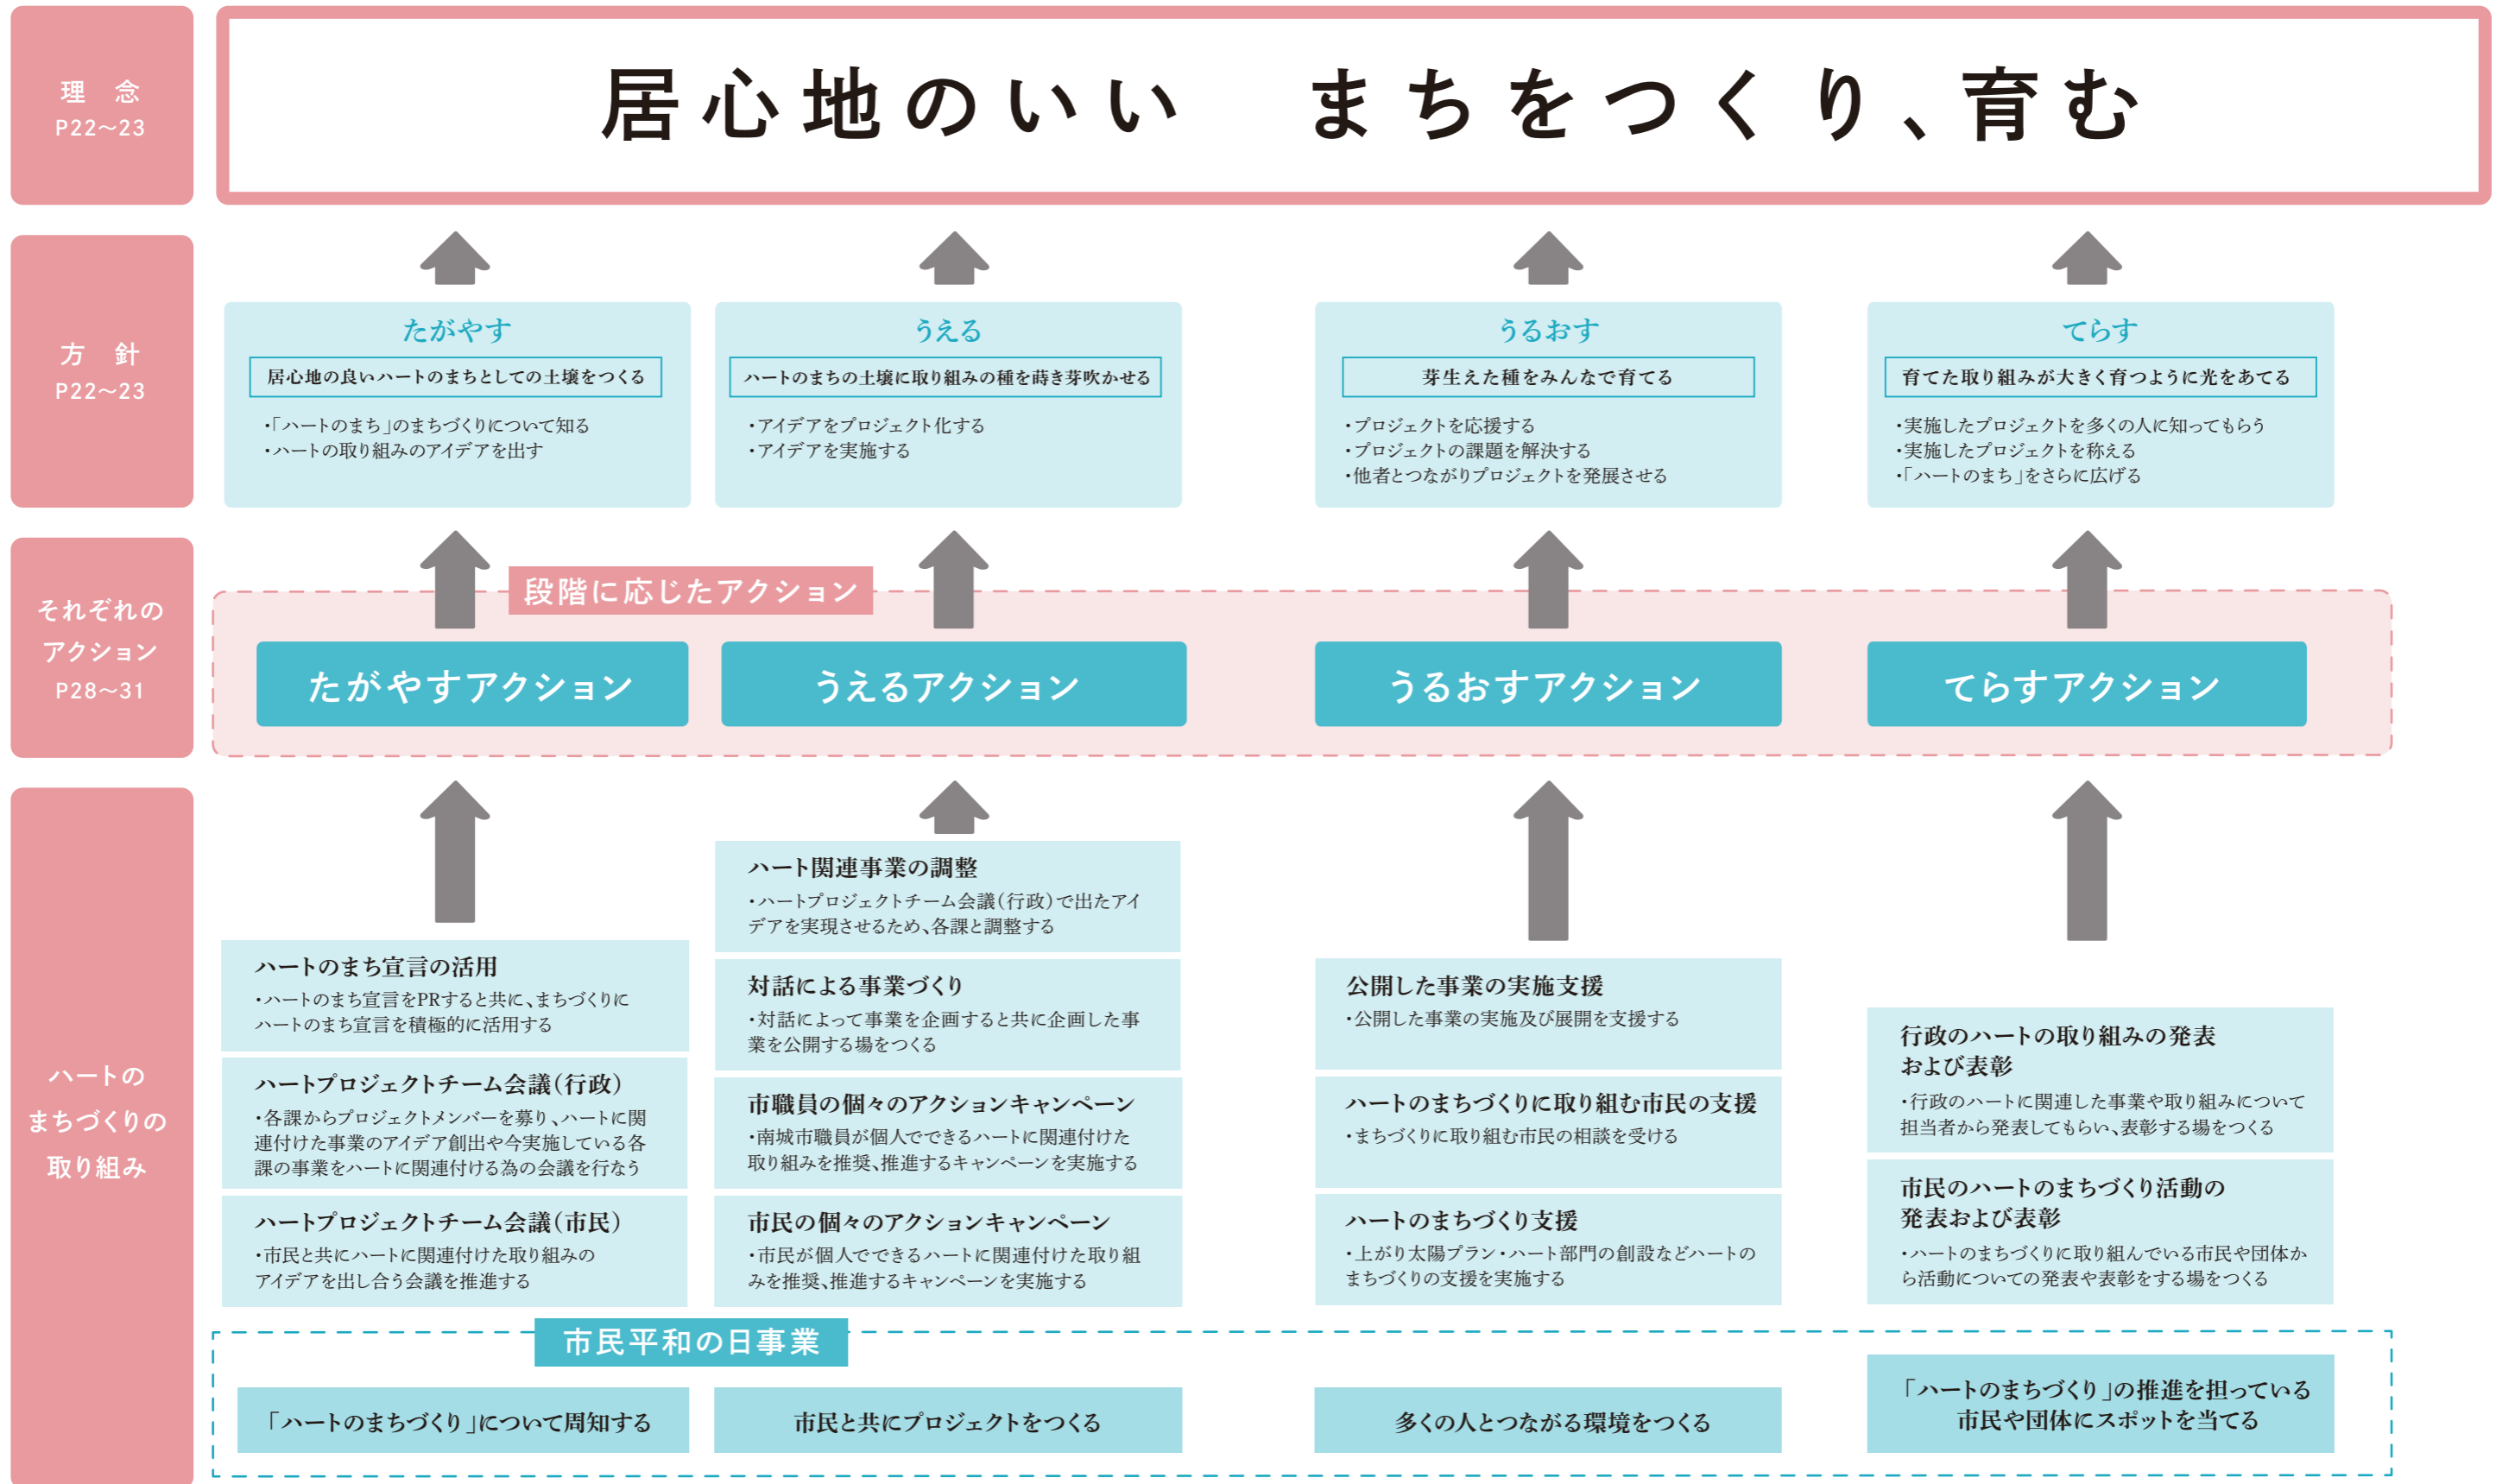 理 念
P22～23
居心地のいい まちをつくり、育む
方 針
P22～23
たがやす
居心地の良いハートのまちとしての土壌をつくる
・「ハートのまち」のまちづくりについて知る
・ハートの取り組みのアイデアを出す
うえる
ハートのまちの土壌に取り組みの種を蒔き芽吹かせる
・アイデアをプロジェクト化する
・アイデアを実施する
うるおす
芽生えた種をみんなで育てる
・プロジェクトを応援する
・プロジェクトの課題を解決する
・他者とつながりプロジェクトを発展させる
てらす
育てた取り組みが大きく育つように光をあてる
・実施したプロジェクトを多くの人に知ってもらう
・実施したプロジェクトを称える
・「ハートのまち」をさらに広げる
それぞれの
アクション
P28～31
段階に応じたアクション
たがやすアクション
うえるアクション
うるおすアクション
てらすアクション
ハートの
まちづくりの
取り組み
ハートのまち宣言の活用
・ハートのまち宣言をPRすると共に、まちづくりに
ハートのまち宣言を積極的に活用する
ハートプロジェクトチーム会議（行政）
・各課からプロジェクトメンバーを募り、ハートに関
連付けた事業のアイデア創出や今実施している各
課の事業をハートに関連付ける為の会議を行なう
ハートプロジェクトチーム会議（市民）
・市民と共にハートに関連付けた取り組みの
アイデアを出し合う会議を推進する
ハート関連事業の調整
・ハートプロジェクトチーム会議（行政）で出たアイ
デアを実現させるため、各課と調整する
対話による事業づくり
・対話によって事業を企画すると共に企画した事
業を公開する場をつくる
市職員の個々のアクションキャンペーン
・南城市職員が個人でできるハートに関連付けた
取り組みを推奨、推進するキャンペーンを実施する
市民の個々のアクションキャンペーン
・市民が個人でできるハートに関連付けた取り組
みを推奨、推進するキャンペーンを実施する
公開した事業の実施支援
・公開した事業の実施及び展開を支援する
ハートのまちづくりに取り組む市民の支援
・まちづくりに取り組む市民の相談を受ける
ハートのまちづくり支援
・上がり太陽プラン・ハート部門の創設などハートの
まちづくりの支援を実施する
行政のハートの取り組みの発表
および表彰
・行政のハートに関連した事業や取り組みについて
担当者から発表してもらい、表彰する場をつくる
市民のハートのまちづくり活動の
発表および表彰
・ハートのまちづくりに取り組んでいる市民や団体か
ら活動についての発表や表彰をする場をつくる
市民平和の日事業
「ハートのまちづくり」について周知する
市民と共にプロジェクトをつくる
多くの人とつながる環境をつくる
「ハートのまちづくり」の推進を担っている
市民や団体にスポットを当てる